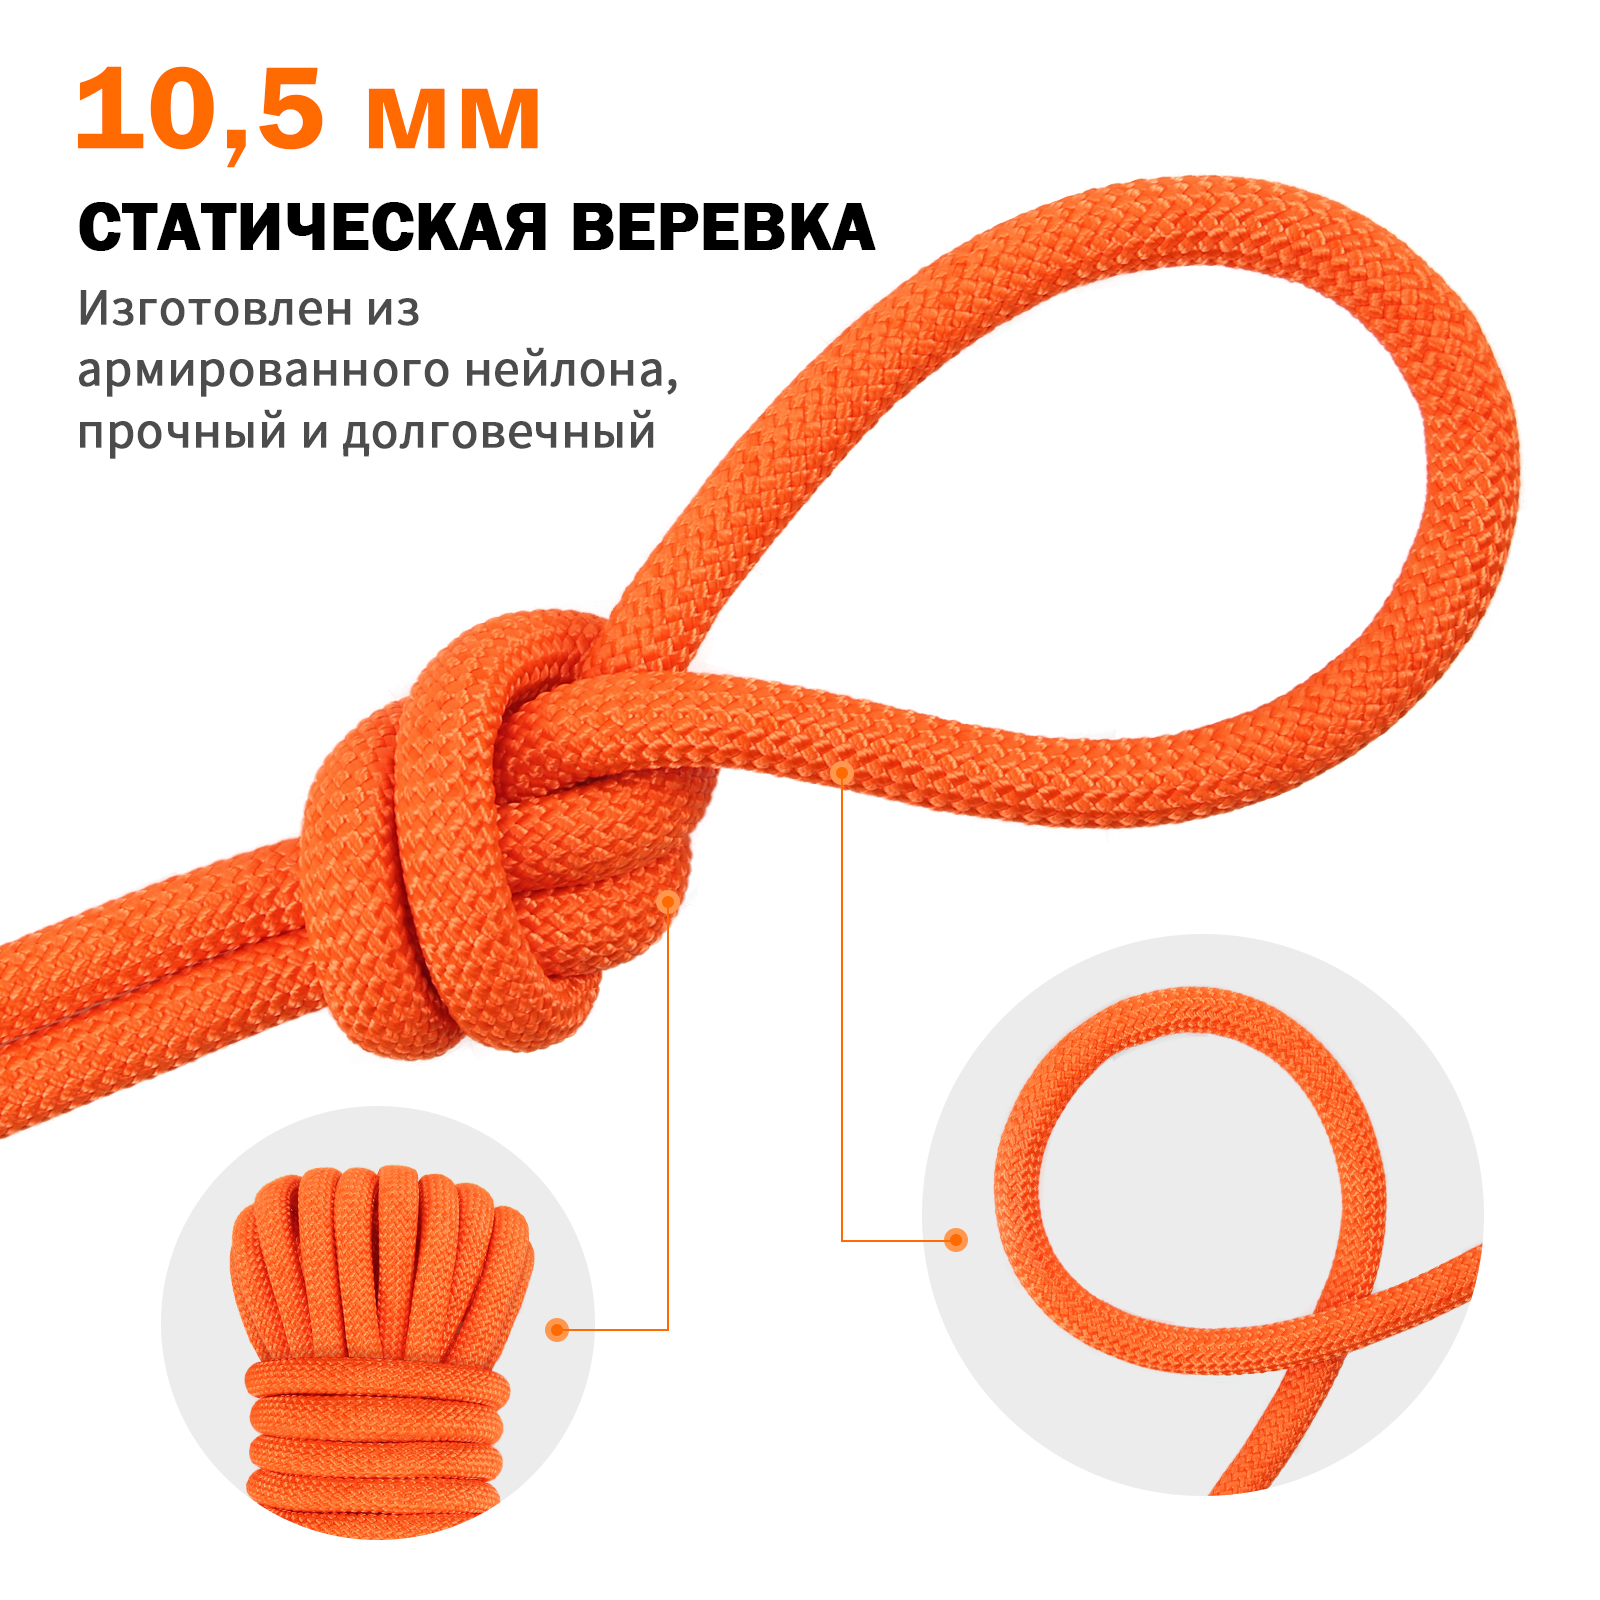 10,5 мм
СТАТИЧЕСКАЯ ВЕРЕВКА
Изготовлен из
армированного нейлона,
прочный и долговечный